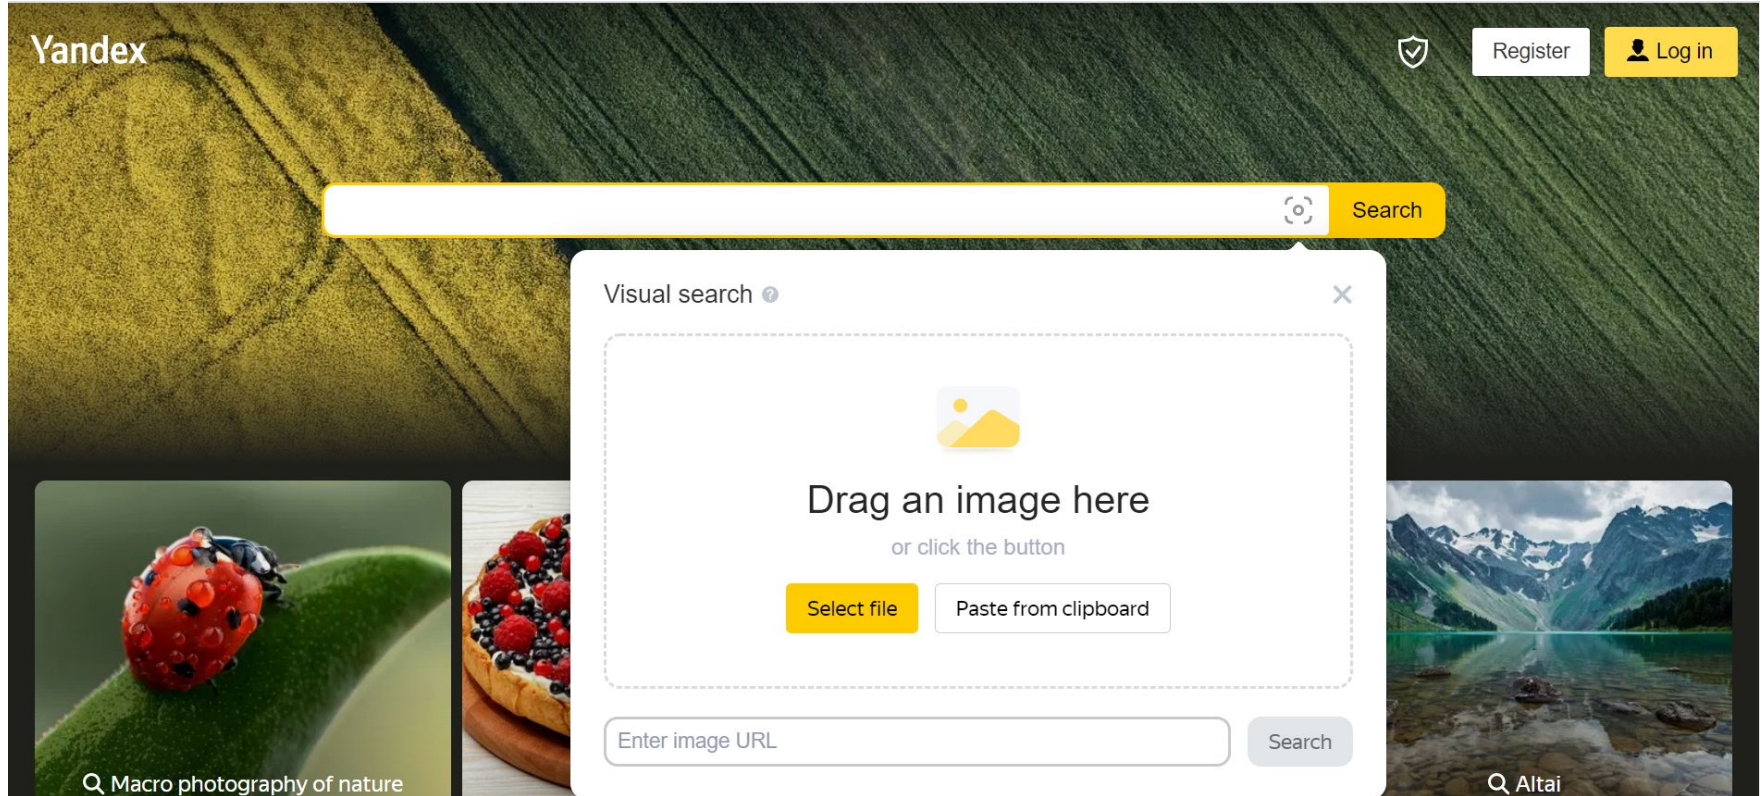 Yandex
Register
Log in
Search
Visual search ?
Drag an image here
or click the button
Select file
Paste from clipboard
Enter image URL
Search
Macro photography of nature
Altai